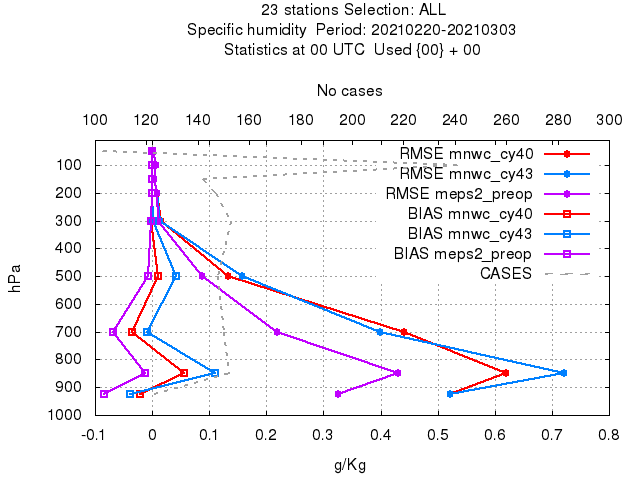 23 stations Selection: ALL
Specific humidity  Period: 20210220-20210303
Statistics at 00 UTC  Used {00} + 00
No cases
100 120 140 160 180 200 220 240 260 280 300
RMSE mnwc_cy40
RMSE mnwc_cy43
RMSE meps2_preop
BIAS mnwc_cy40
BIAS mnwc_cy43
BIAS meps2_preop
CASES
100
200
300
400
500
600
700
800
900
1000
hPa
-0.1 0 0.1 0.2 0.3 0.4 0.5 0.6 0.7 0.8
g/Kg